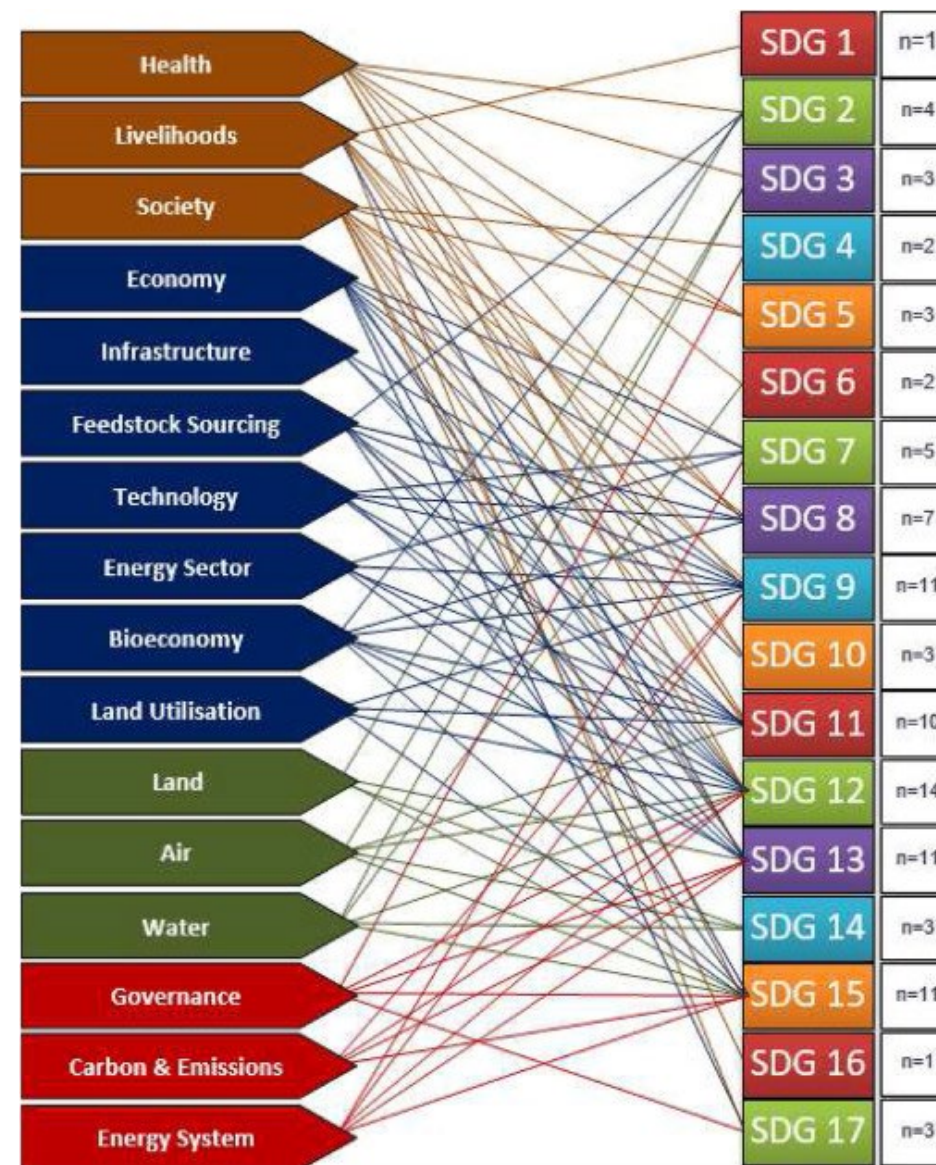 Health
Livelihoods
Society
Economy
Infrastructure
Feedstock Sourcing
Technology
Energy Sector
Bioeconomy
Land Utilisation
Land
Air
Water
Governance
Carbon & Emissions
Energy System
SDG 1 n=1
SDG 2 n=4
SDG 3 n=3
SDG 4 n=2
SDG 5 n=3
SDG 6 n=2
SDG 7 n=5
SDG 8 n=7
SDG 9 n=11
SDG 10 n=3
SDG 11 n=10
SDG 12 n=14
SDG 13 n=11
SDG 14 n=3
SDG 15 n=11
SDG 16 n=1
SDG 17 n=3